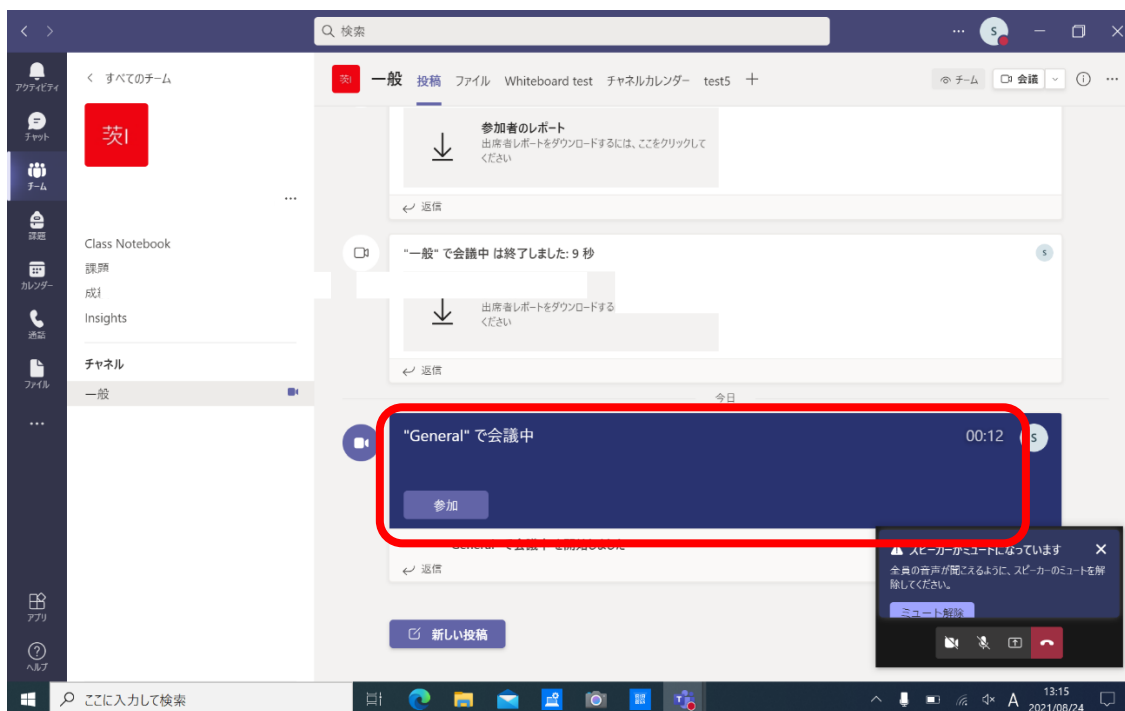 検索
S
アクティビティ
チャット
チーム
課題
カレンダー
通話
ファイル
アプリ
ヘルプ
すべてのチーム
茨
Class Notebook
課題
Insights
チャネル
一般
茨
一般 投稿 ファイル Whiteboard test チャネルカレンダー test5
チーム
会議
参加者のレポート
出席者レポートをダウンロードするには、ここをクリックして
ください
返信
"一般" で会議中 は終了しました: 9 秒
S
出席者レポートをダウンロードする
ください
返信
今日
"General" で会議中
00:12
S
参加
返信
新しい投稿
スピーカーがミュートになっています
全員の音声が聞こえるように、スピーカーのミュートを解
除してください。
ミュート解除
ここに入力して検索
A
13:15
2021/08/24